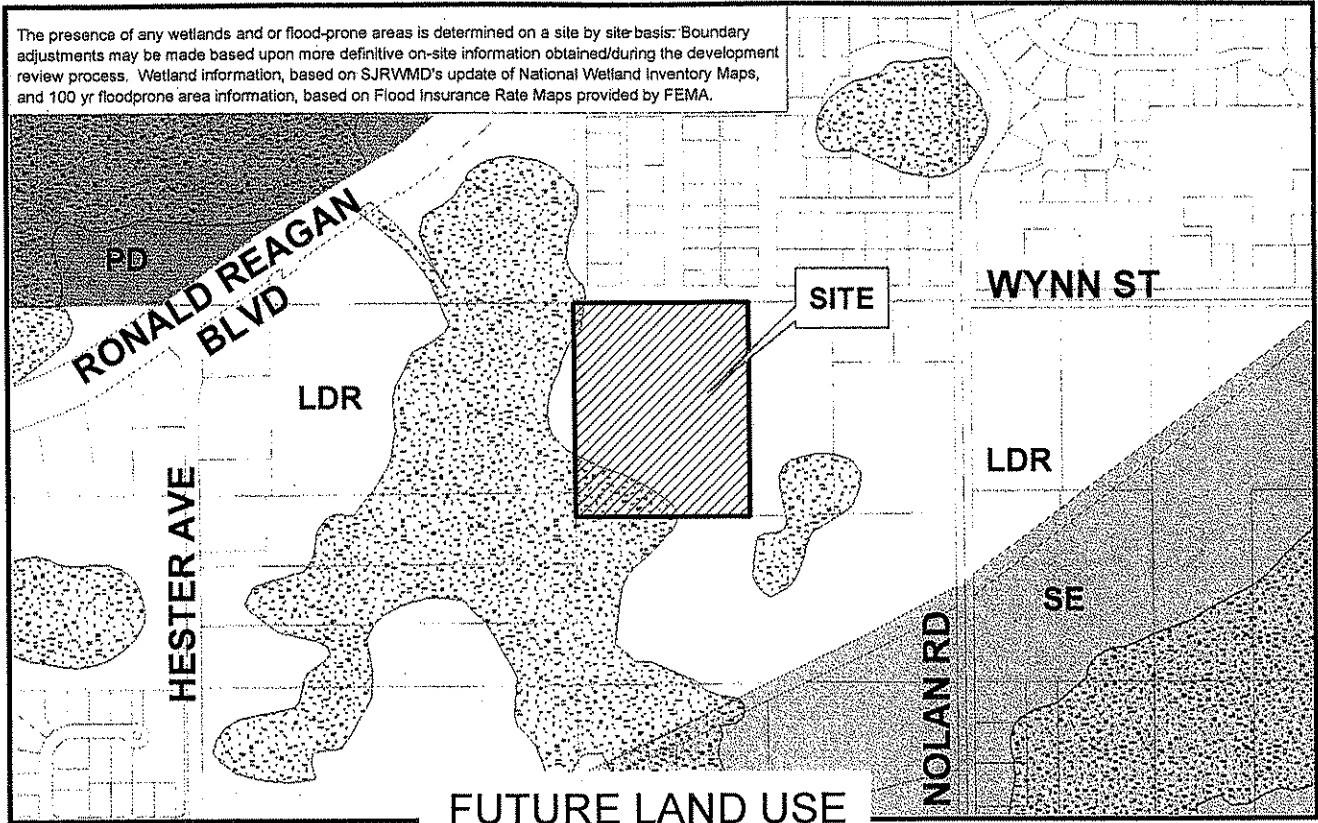 The presence of any wetlands and or flood-prone areas is determined on a site by site basis. Boundary
adjustments may be made based upon more definitive on-site information obtained/during the development
review process. Wetland information, based on SJRWMD's update of National Wetland Inventory Maps,
and 100 yr floodprone area information, based on Flood Insurance Rate Maps provided by FEMA.
PD
RONALD REAGAN
BLVD
SITE
WYNN ST
LDR
LDR
HESTER AVE
SE
NOLAN RD
FUTURE LAND USE